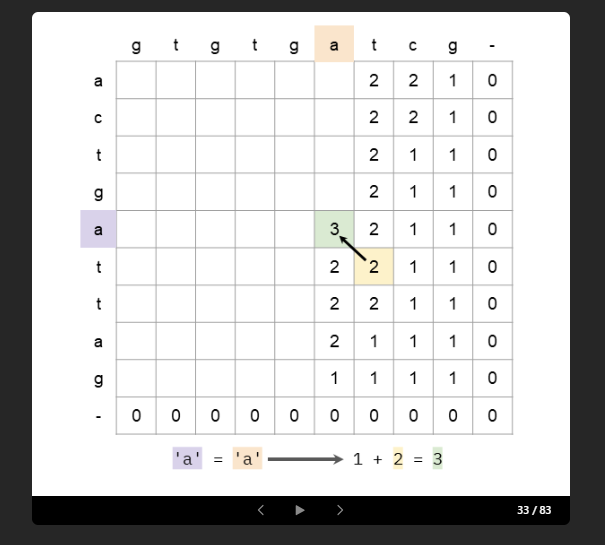 g t g t g a t c g -
a 2 2 1 0
c 2 2 1 0
t 2 1 1 0
g 2 1 1 0
a 3 2 1 1 0
t 2 2 1 1 0
t 2 2 1 1 0
a 2 1 1 1 0
g 1 1 1 1 0
- 0 0 0 0 0 0 0 0 0 0
'a' = 'a' 1 + 2 = 3
33 / 83